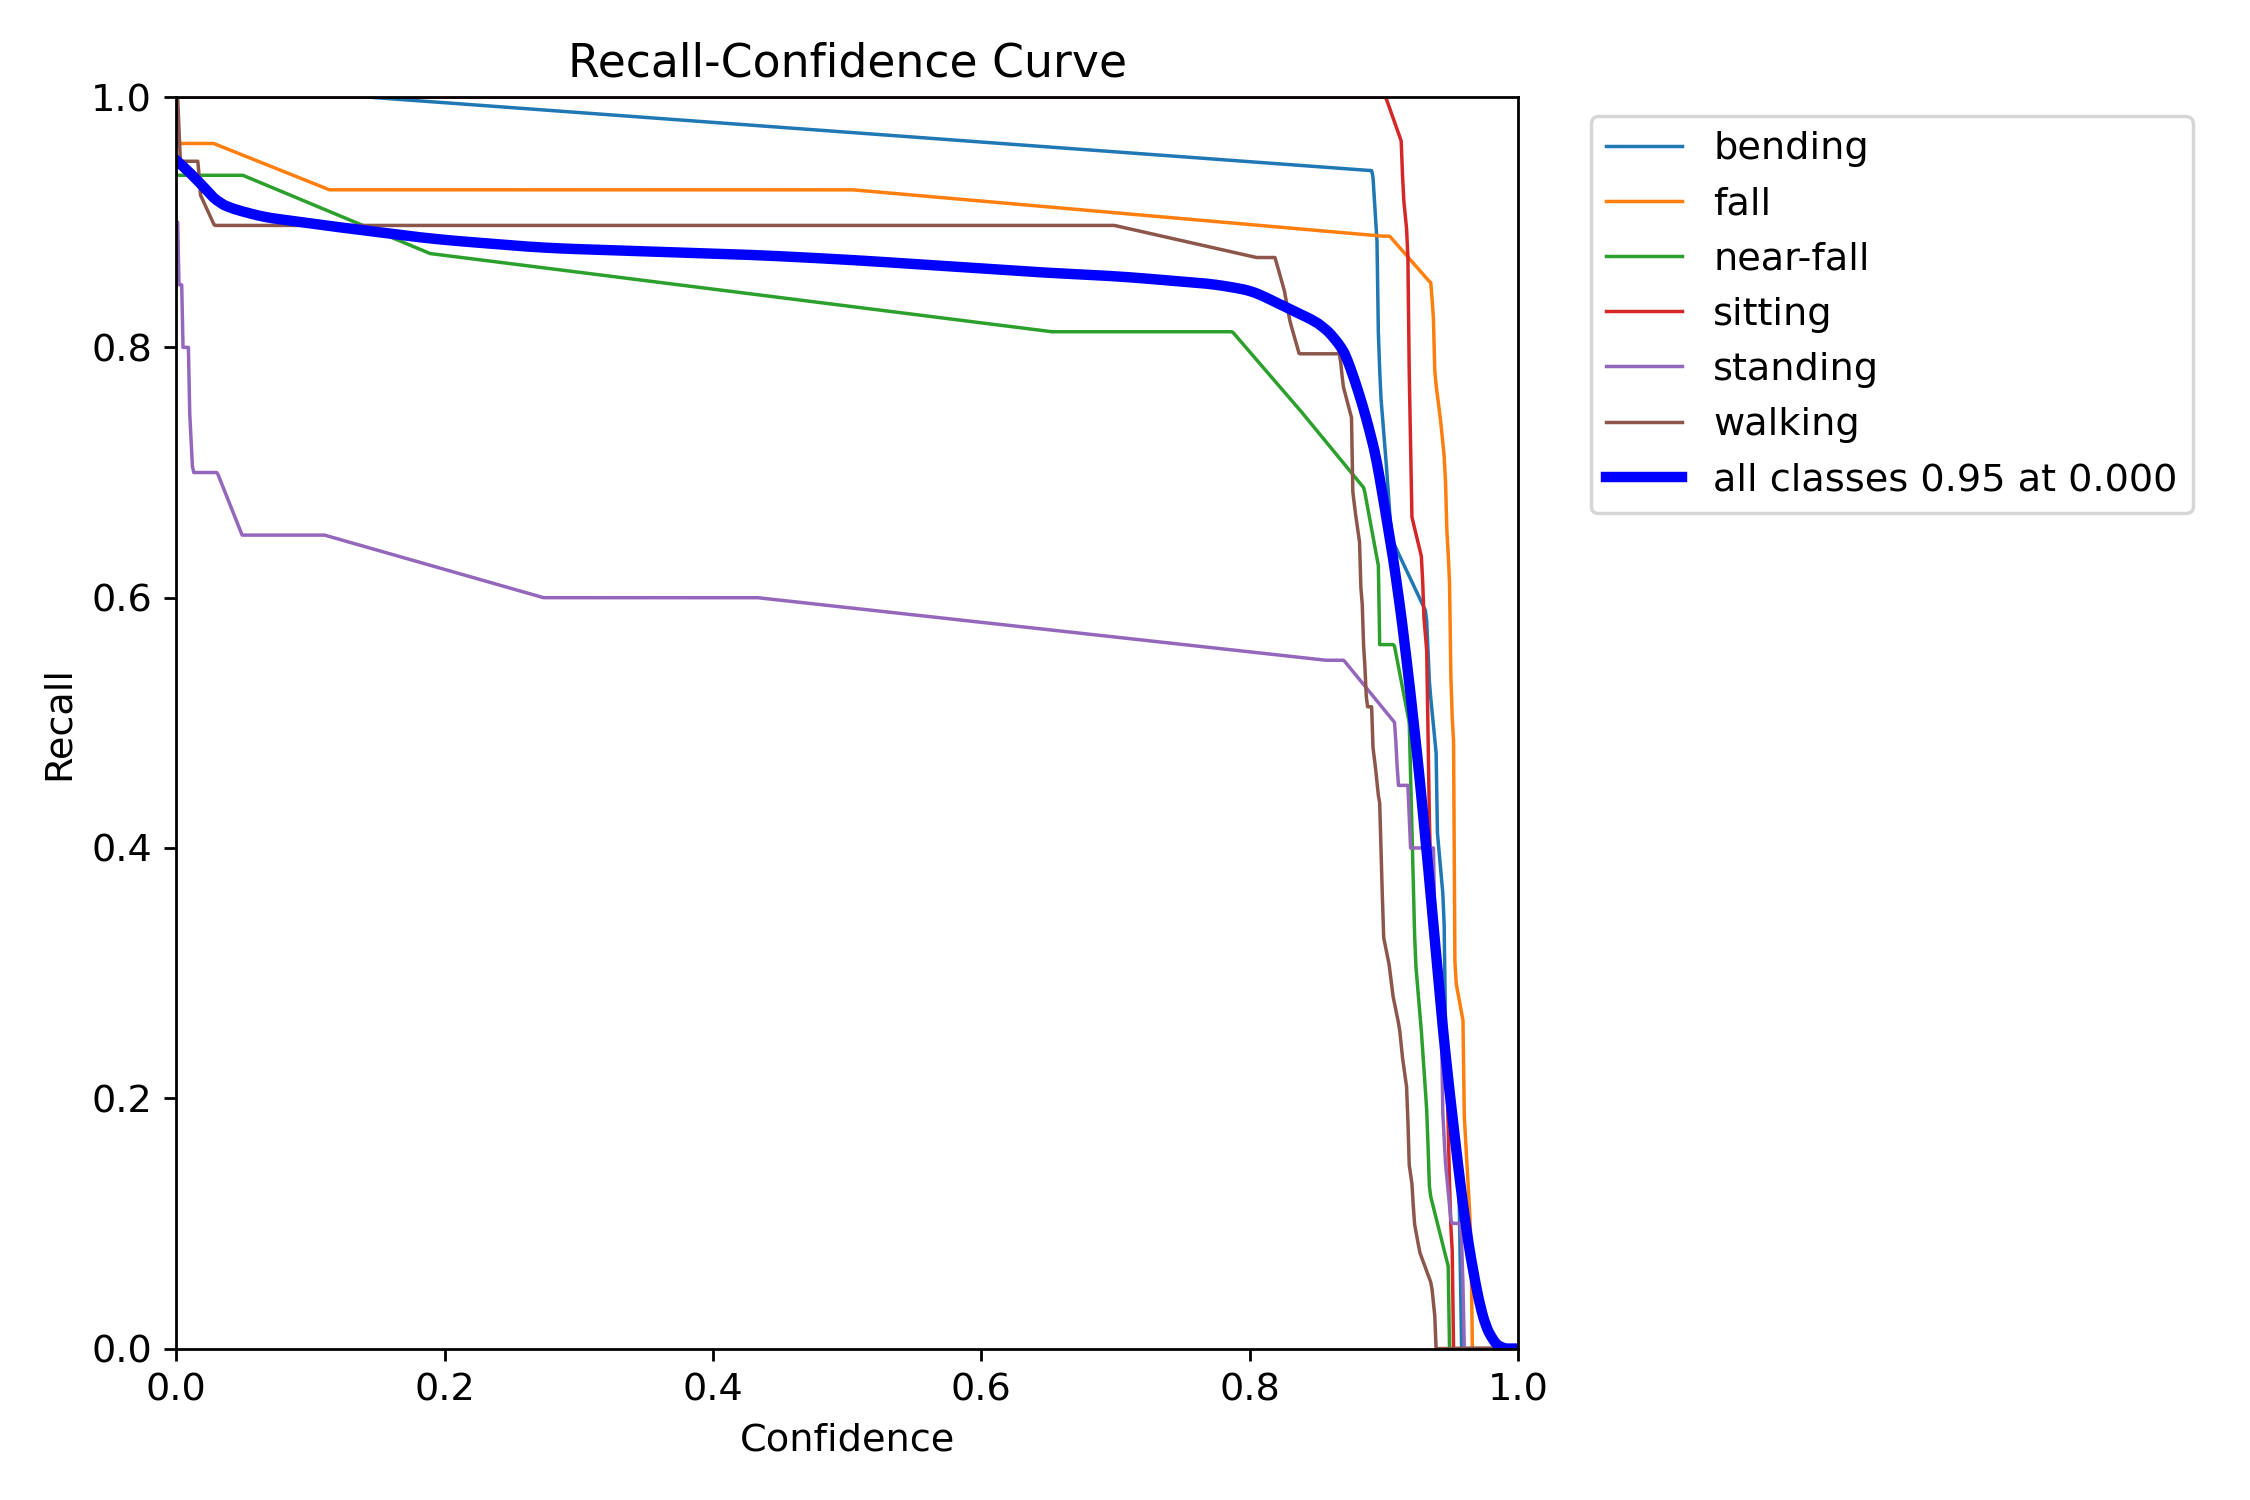 Recall-Confidence Curve
1.0
0.8
0.6
0.4
0.2
0.0
Recall
0.0 0.2 0.4 0.6 0.8 1.0
Confidence
bending
fall
near-fall
sitting
standing
walking
all classes 0.95 at 0.000